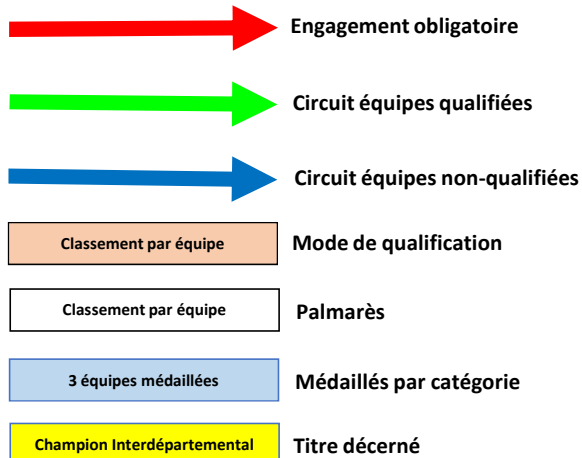 Engagement obligatoire
Circuit équipes qualifiées
Circuit équipes non-qualifiées
Classement par équipe Mode de qualification
Classement par équipe Palmarès
3 équipes médaillées Médaillés par catégorie
Champion Interdépartemental Titre décerné